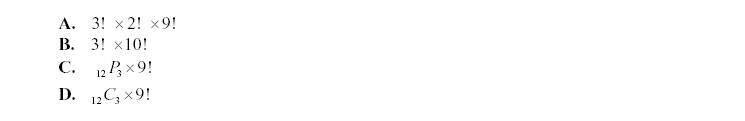 A. 3! ×2! ×9!
B. 3! ×10!
C. ₁₂P₃×9!
D. ₁₂C₃×9!